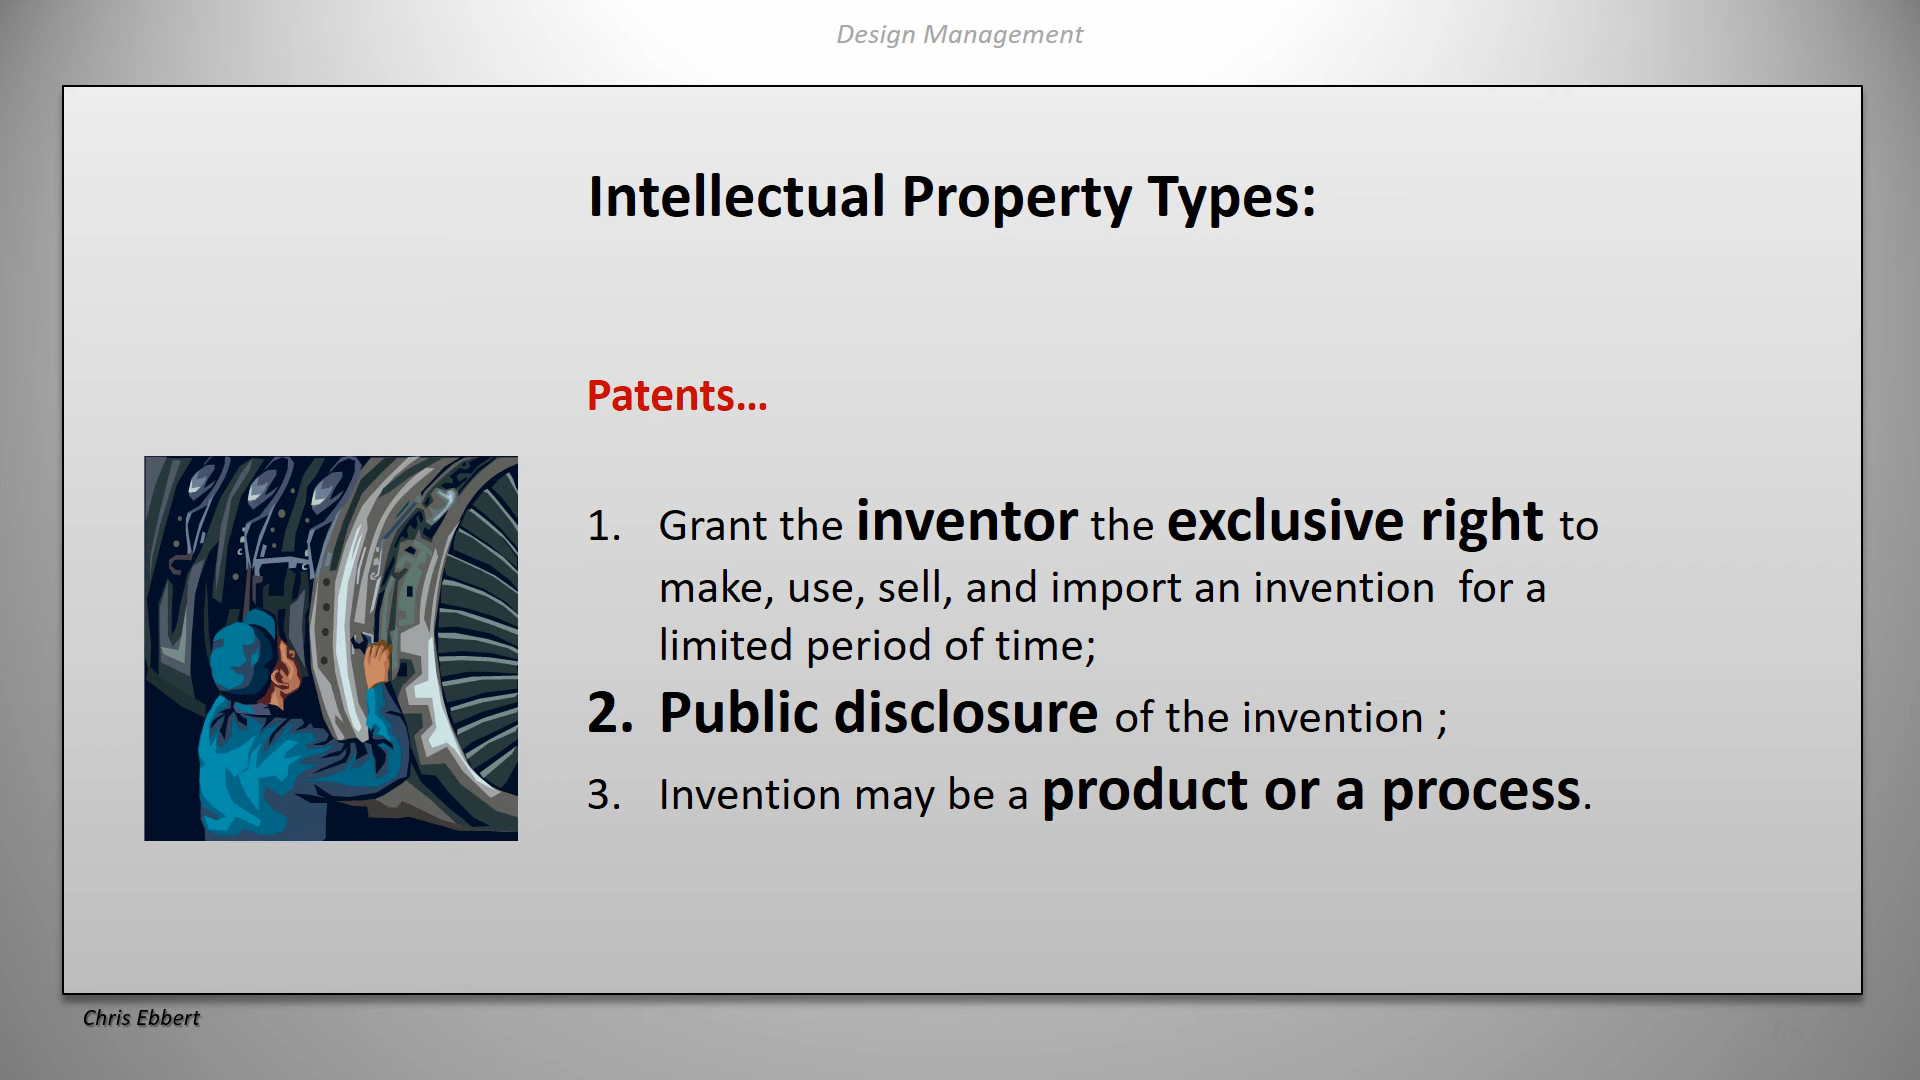 Design Management
Intellectual Property Types:
Patents...
1. Grant the inventor the exclusive right to
make, use, sell, and import an invention  for a
limited period of time;
2. Public disclosure of the invention ;
3. Invention may be a product or a process.
Chris Ebbert